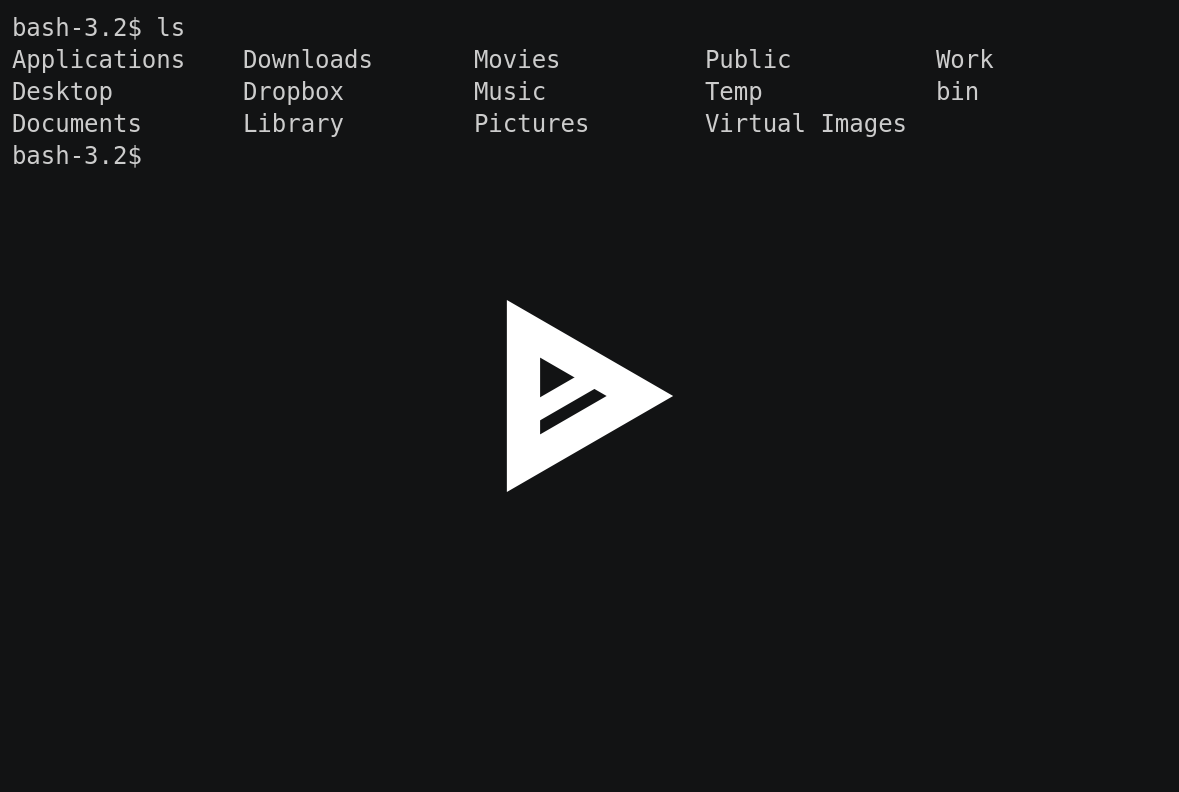 bash-3.2$ ls
Applications    Downloads       Movies          Public          Work
Desktop         Dropbox         Music           Temp            bin
Documents       Library         Pictures        Virtual Images
bash-3.2$